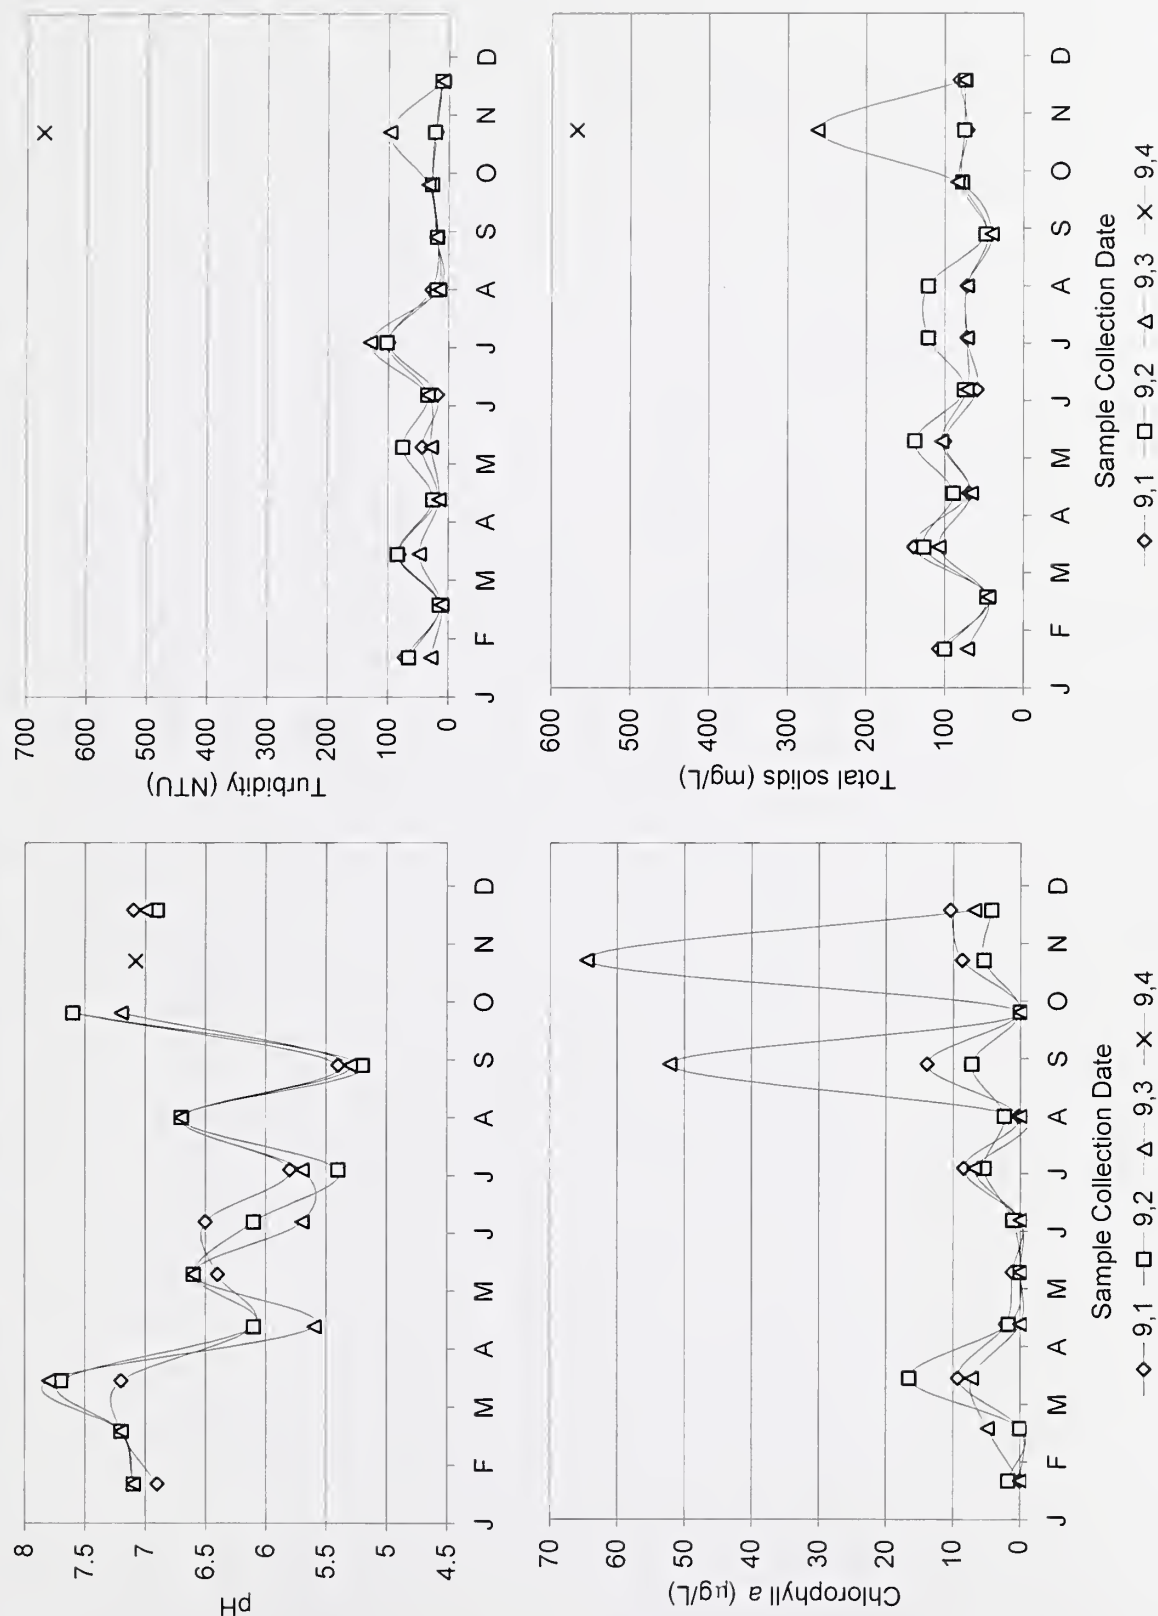 pH
8
7.5
7
6.5
6
5.5
5
4.5
J F M A M J J A S O N D
Turbidity (NTU)
700
600
500
400
300
200
100
0
J F M A M J J A S O N D
Chlorophyll a (µg/L)
70
60
50
40
30
20
10
0
J F M A M J J A S O N D
Sample Collection Date
9,1 9,2 9,3 9,4
Total solids (mg/L)
600
500
400
300
200
100
0
J F M A M J J A S O N D
Sample Collection Date
9,1 9,2 9,3 9,4